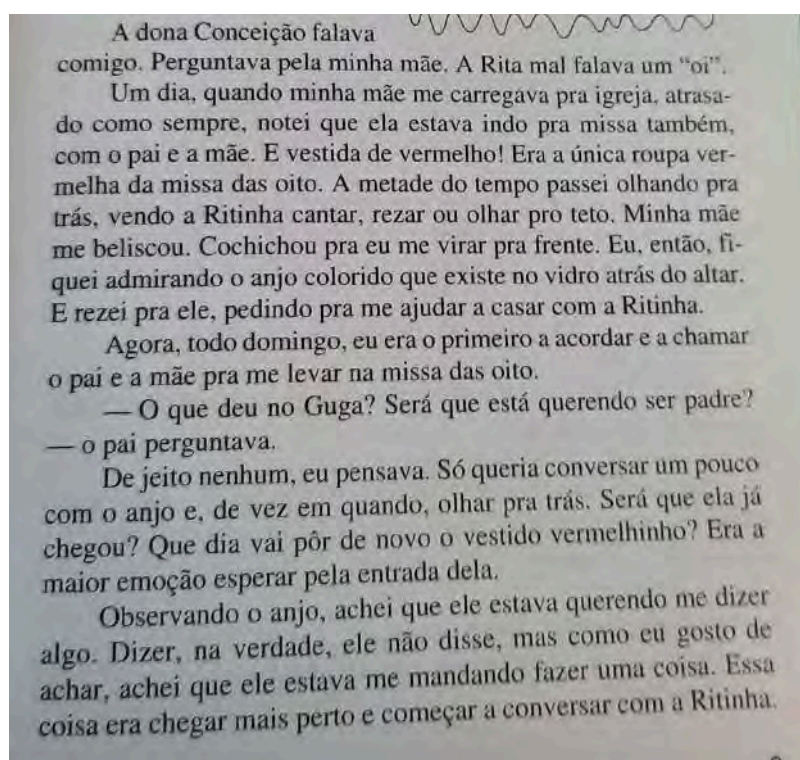 A dona Conceição falava
comigo. Perguntava pela minha mãe. A Rita mal falava um “oi”.
Um dia, quando minha mãe me carregava pra igreja, atrasa-
do como sempre, notei que ela estava indo pra missa também,
com o pai e a mãe. E vestida de vermelho! Era a única roupa ver-
melha da missa das oito. A metade do tempo passei olhando pra
trás, vendo a Ritinha cantar, rezar ou olhar pro teto. Minha mãe
me beliscou. Cochichou pra eu me virar pra frente. Eu, então, fi-
quei admirando o anjo colorido que existe no vidro atrás do altar.
E rezei pra ele, pedindo pra me ajudar a casar com a Ritinha.
Agora, todo domingo, eu era o primeiro a acordar e a chamar
o pai e a mãe pra me levar na missa das oito.
— O que deu no Guga? Será que está querendo ser padre?
— o pai perguntava.
De jeito nenhum, eu pensava. Só queria conversar um pouco
com o anjo e, de vez em quando, olhar pra trás. Será que ela já
chegou? Que dia vai pôr de novo o vestido vermelhinho? Era a
maior emoção esperar pela entrada dela.
Observando o anjo, achei que ele estava querendo me dizer
algo. Dizer, na verdade, ele não disse, mas como eu gosto de
achar, achei que ele estava me mandando fazer uma coisa. Essa
coisa era chegar mais perto e começar a conversar com a Ritinha.